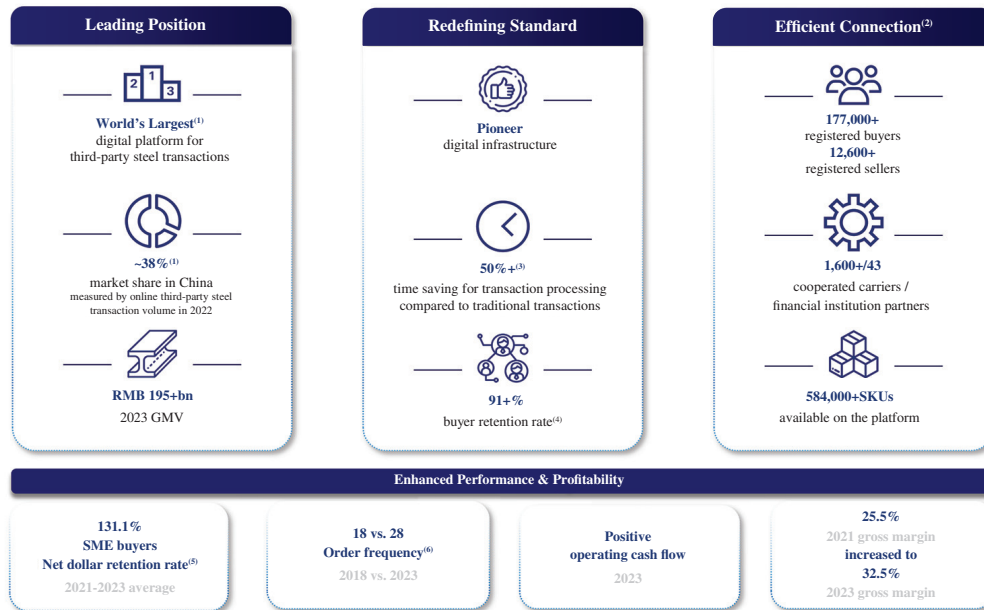 Leading Position
2 1 3
World's Largest(1)
digital platform for
third-party steel transactions
~38%(1)
market share in China
measured by online third-party steel
transaction volume in 2022
RMB 195+bn
2023 GMV
Redefining Standard
Pioneer
digital infrastructure
50%+(3)
time saving for transaction processing
compared to traditional transactions
91+%
buyer retention rate(4)
Efficient Connection(2)
177,000+
registered buyers
12,600+
registered sellers
1,600+/43
cooperated carriers /
financial institution partners
584,000+SKUs
available on the platform
Enhanced Performance & Profitability
131.1%
SME buyers
Net dollar retention rate(5)
2021-2023 average
18 vs. 28
Order frequency(6)
2018 vs. 2023
Positive
operating cash flow
2023
25.5%
2021 gross margin
increased to
32.5%
2023 gross margin